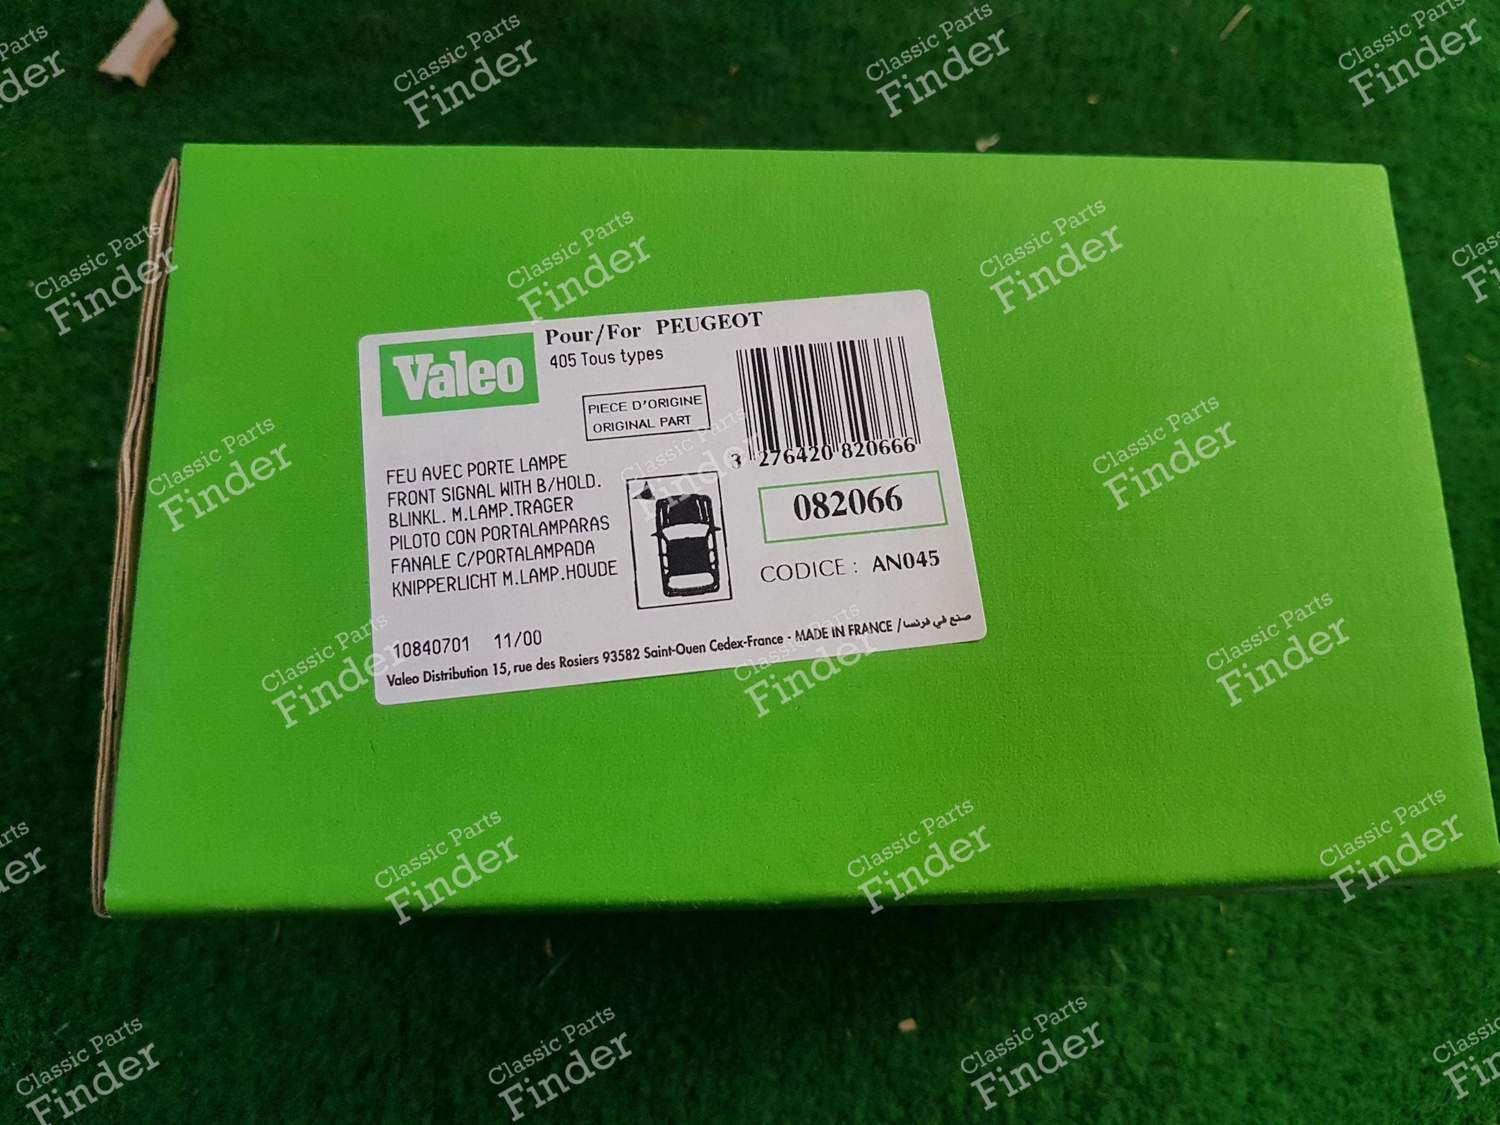 Valeo
Pour/For PEUGEOT
405 Tous types
PIECE D'ORIGINE
ORIGINAL PART
3 276420 820666
FEU AVEC PORTE LAMPE
FRONT SIGNAL WITH B/HOLD.
BLINKL. M.LAMP.TRAGER
PILOTO CON PORTALAMPARAS
FANALE C/PORTALAMPADA
KNIPPERLICHT M.LAMP.HOUDE
082066
CODICE : AN045
10840701 11/00
Valeo Distribution 15, rue des Rosiers 93582 Saint-Ouen Cedex-France - MADE IN FRANCE / صنع في فرنسا
Classic Parts
Finder